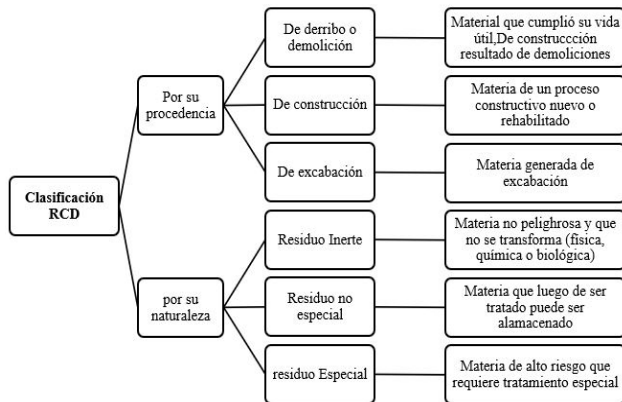 Clasificación
RCD
Por su
procedencia
De derribo o
demolición
Material que cumplió su vida
útil,De construccción
resultado de demoliciones
De construcción
Materia de un proceso
constructivo nuevo o
rehabilitado
De excabación
Materia generada de
excabación
por su
naturaleza
Residuo Inerte
Materia no pelighrosa y que
no se transforma (física,
química o biológica)
Residuo no
especial
Materia que luego de ser
tratado puede ser
alamacenado
residuo Especial
Materia de alto riesgo que
requiere tratamiento especial